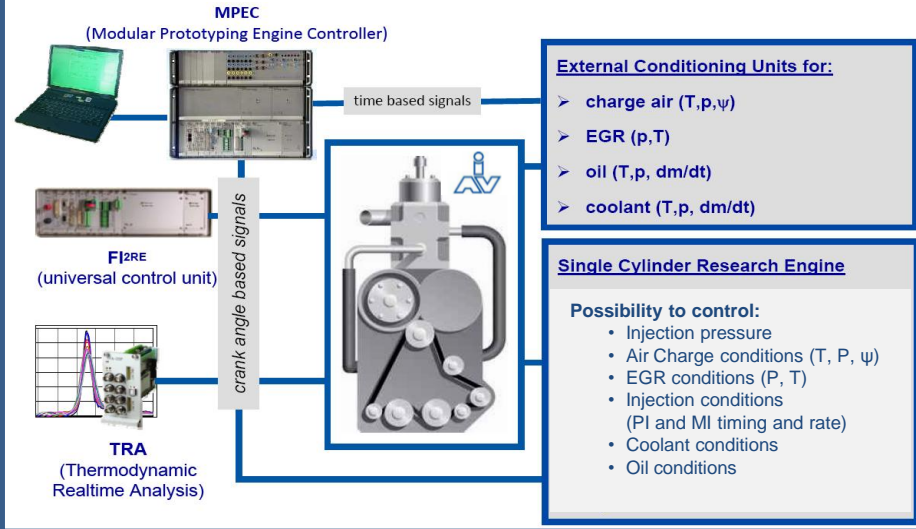 MPEC
(Modular Prototyping Engine Controller)
time based signals
External Conditioning Units for:
➢ charge air (T,p,ψ)
➢ EGR (p,T)
➢ oil (T,p, dm/dt)
➢ coolant (T,p, dm/dt)
iav
FI2RE
(universal control unit)
crank angle based signals
TRA
(Thermodynamic
Realtime Analysis)
Single Cylinder Research Engine
Possibility to control:
• Injection pressure
• Air Charge conditions (T, P, ψ)
• EGR conditions (P, T)
• Injection conditions
(PI and MI timing and rate)
• Coolant conditions
• Oil conditions